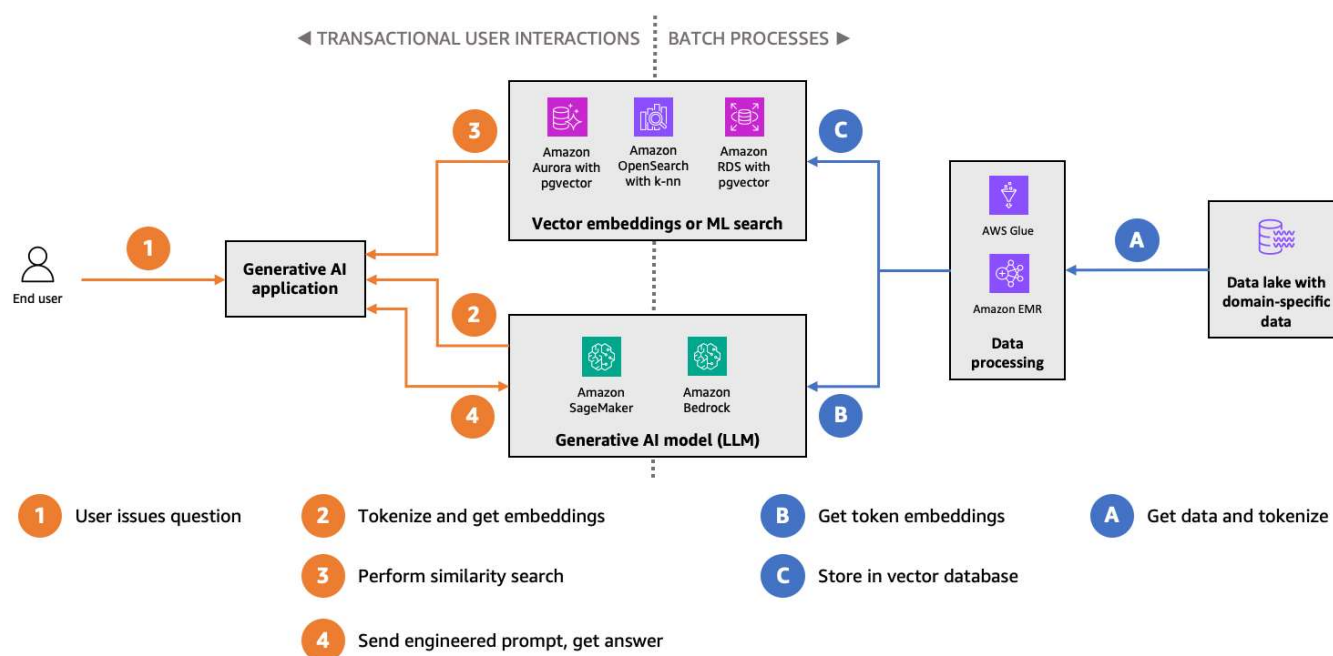 ◀ TRANSACTIONAL USER INTERACTIONS
BATCH PROCESSES ▶
3
C
Amazon
Aurora with
pgvector
Amazon
OpenSearch
with k-nn
Amazon
RDS with
pgvector
Vector embeddings or ML search
1
End user
Generative AI
application
2
4
Amazon
SageMaker
Amazon
Bedrock
Generative AI model (LLM)
B
AWS Glue
Amazon EMR
Data
processing
A
Data lake with
domain-specific
data
1 User issues question
2 Tokenize and get embeddings
B Get token embeddings
A Get data and tokenize
3 Perform similarity search
C Store in vector database
4 Send engineered prompt, get answer